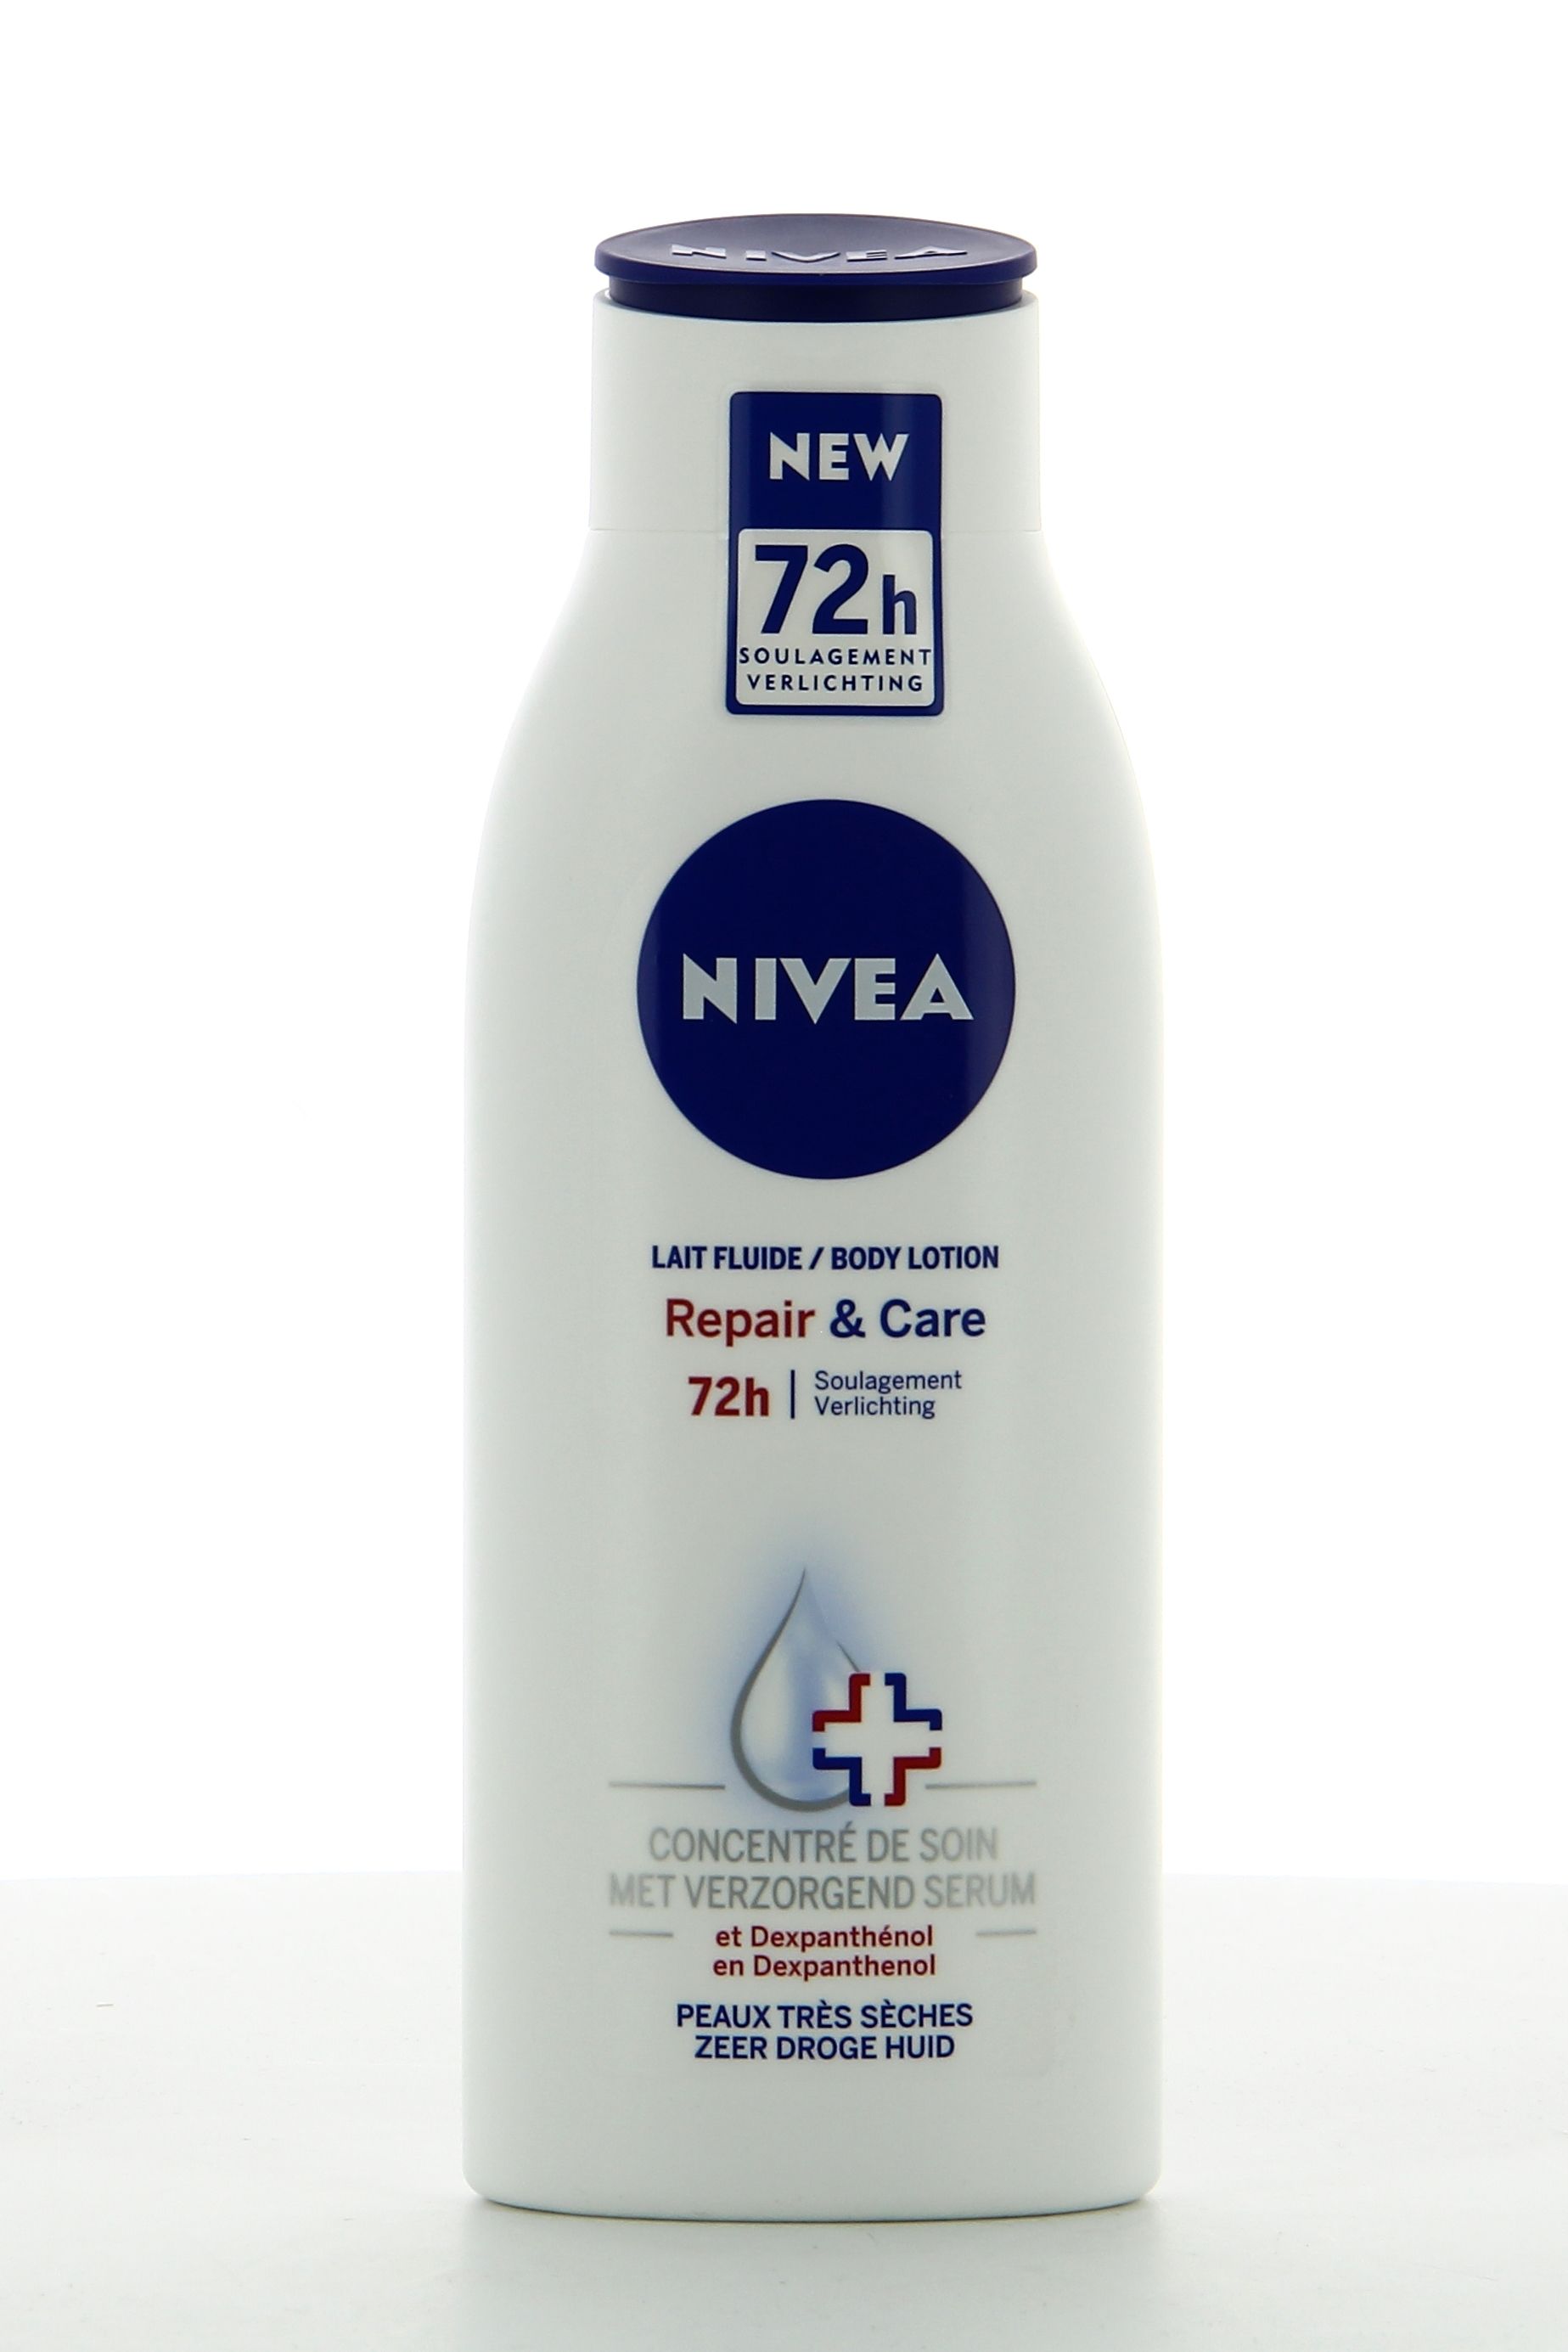 NIVEA
NEW
72h
SOULAGEMENT
VERLICHTING
NIVEA
LAIT FLUIDE / BODY LOTION
Repair & Care
72h | Soulagement
Verlichting
CONCENTRÉ DE SOIN
MET VERZORGEND SERUM
et Dexpanthénol
en Dexpanthenol
PEAUX TRÈS SÈCHES
ZEER DROGE HUID